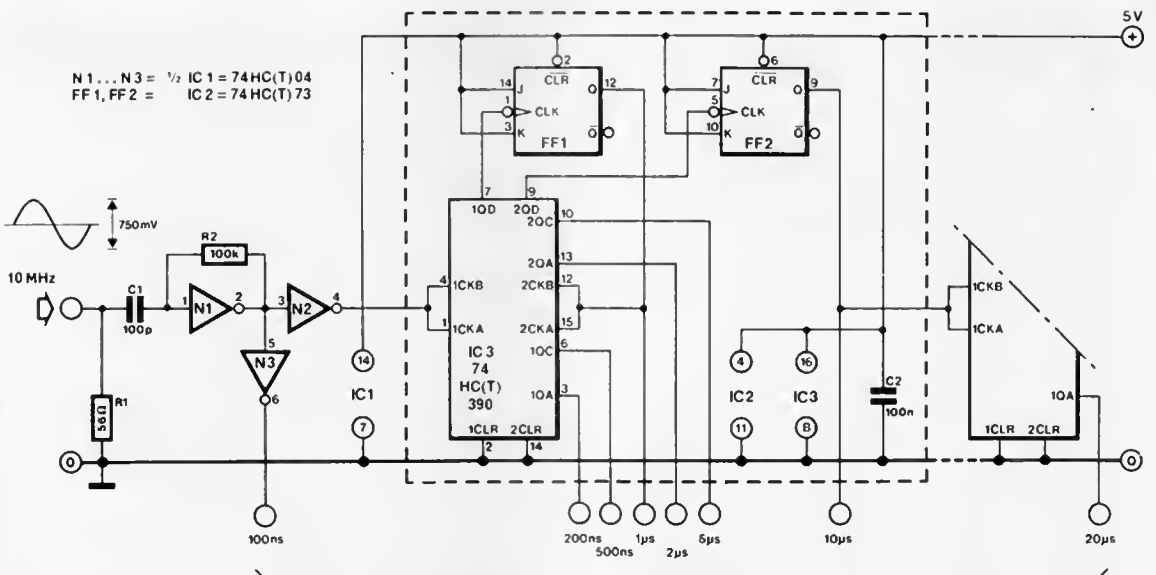 5V
+
N1...N3 = ½ IC1 = 74HC(T)04
FF1, FF2 = IC2 = 74HC(T)73
2
CLR
14
J
Q
12
1
CLK
3
K
Q
FF1
6
CLR
7
J
Q
9
5
CLK
10
K
Q
FF2
750mV
10 MHz
C1
100p
R1
56Ω
R2
100k
1
N1
2
3
N2
4
5
N3
6
14
IC1
7
7
9
1QD
2QD
2QC
10
2QA
13
4
1CKB
2CKB
12
1
1CKA
2CKA
15
IC3
74
HC(T)
390
1QC
6
1QA
3
1CLR
2CLR
2
14
4
16
IC2
IC3
11
8
C2
100n
1CKB
1CKA
1QA
1CLR
2CLR
0
0
100ns
200ns
500ns
1µs
2µs
5µs
10µs
20µs